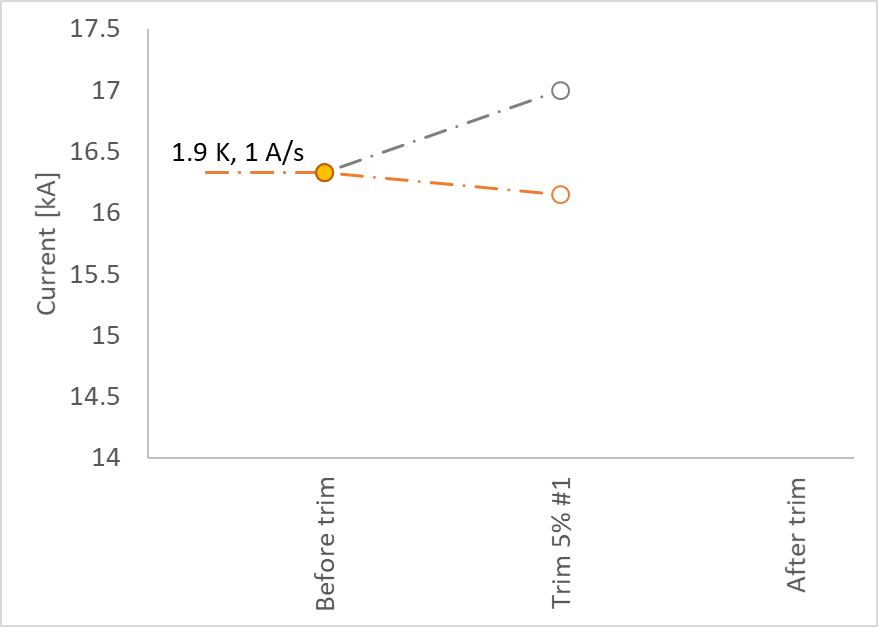 17.5
17
16.5
16
15.5
15
14.5
14
Current [kA]
1.9 K, 1 A/s
Before trim
Trim 5% #1
After trim